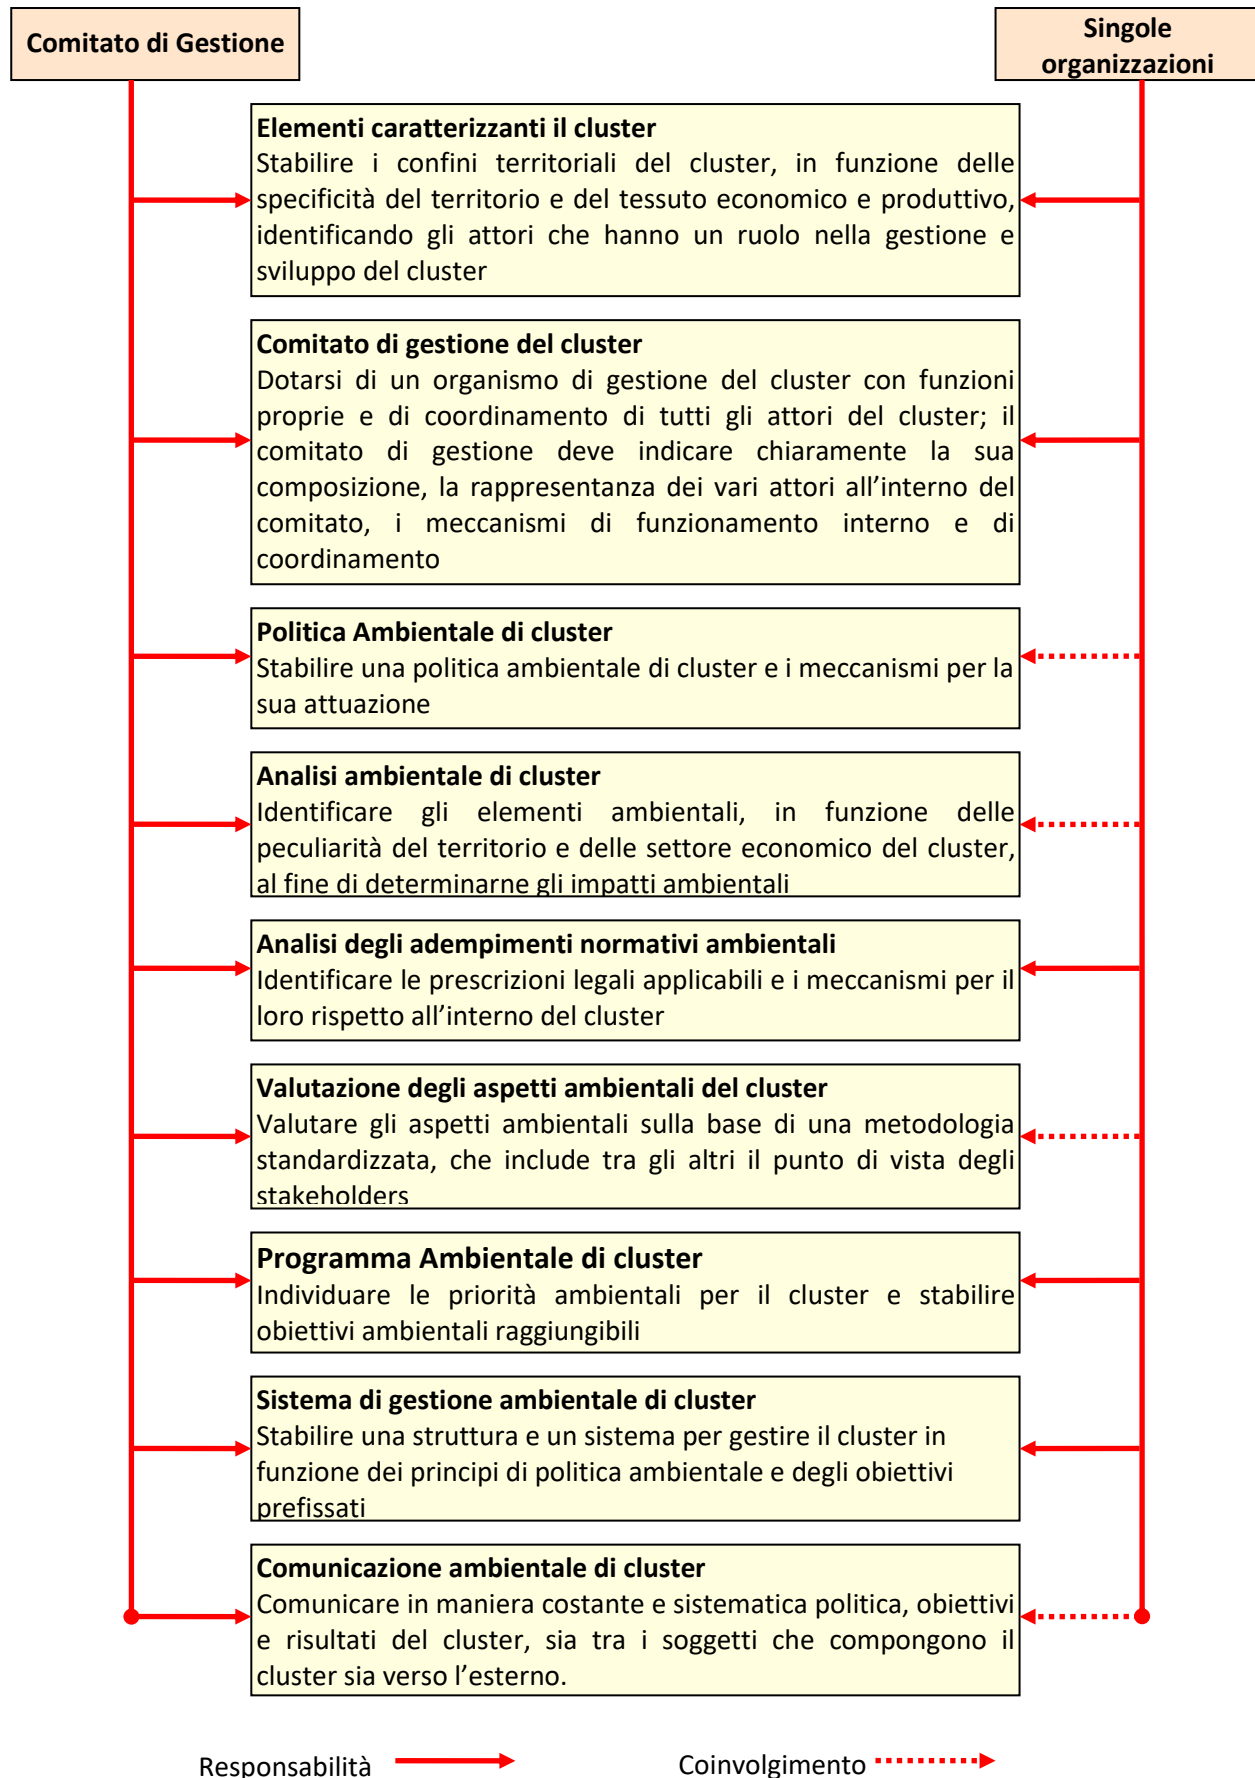 Comitato di Gestione
Singole
organizzazioni
Elementi caratterizzanti il cluster
Stabilire i confini territoriali del cluster, in funzione delle
specificità del territorio e del tessuto economico e produttivo,
identificando gli attori che hanno un ruolo nella gestione e
sviluppo del cluster
Comitato di gestione del cluster
Dotarsi di un organismo di gestione del cluster con funzioni
proprie e di coordinamento di tutti gli attori del cluster; il
comitato di gestione deve indicare chiaramente la sua
composizione, la rappresentanza dei vari attori all’interno del
comitato, i meccanismi di funzionamento interno e di
coordinamento
Politica Ambientale di cluster
Stabilire una politica ambientale di cluster e i meccanismi per la
sua attuazione
Analisi ambientale di cluster
Identificare gli elementi ambientali, in funzione delle
peculiarità del territorio e delle settore economico del cluster,
al fine di determinarne gli impatti ambientali
Analisi degli adempimenti normativi ambientali
Identificare le prescrizioni legali applicabili e i meccanismi per il
loro rispetto all’interno del cluster
Valutazione degli aspetti ambientali del cluster
Valutare gli aspetti ambientali sulla base di una metodologia
standardizzata, che include tra gli altri il punto di vista degli
stakeholders
Programma Ambientale di cluster
Individuare le priorità ambientali per il cluster e stabilire
obiettivi ambientali raggiungibili
Sistema di gestione ambientale di cluster
Stabilire una struttura e un sistema per gestire il cluster in
funzione dei principi di politica ambientale e degli obiettivi
prefissati
Comunicazione ambientale di cluster
Comunicare in maniera costante e sistematica politica, obiettivi
e risultati del cluster, sia tra i soggetti che compongono il
cluster sia verso l’esterno.
Responsabilità
Coinvolgimento